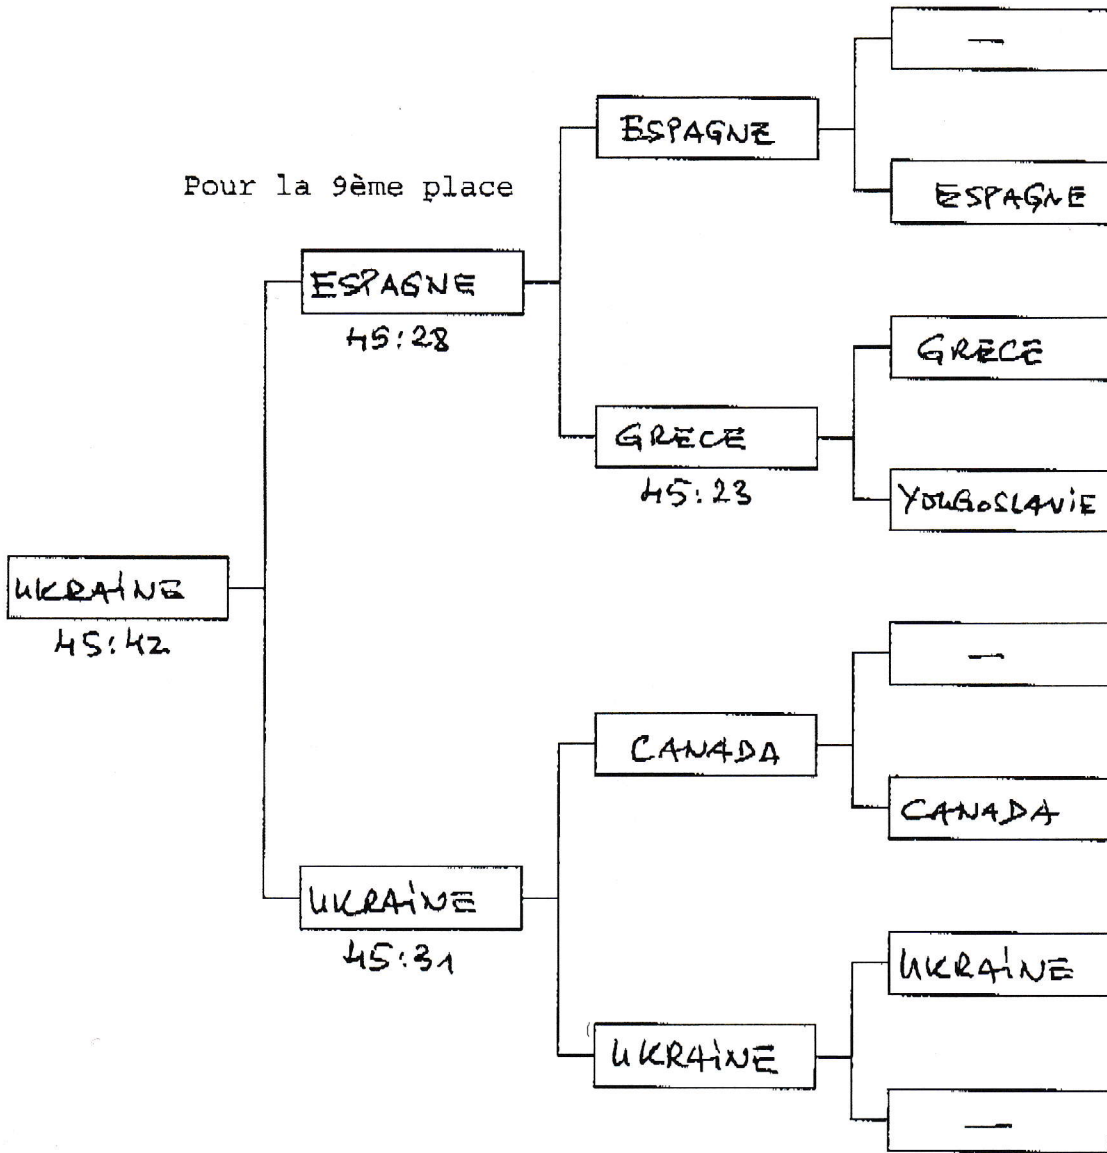 —
ESPAGNE
Pour la 9ème place
ESPAGNE
ESPAGNE
45:28
GRECE
GRECE
45:23
YOUGOSLAViE
UKRAiNE
45:42
—
CANADA
CANADA
UKRAiNE
45:31
UKRAiNE
UKRAiNE
—